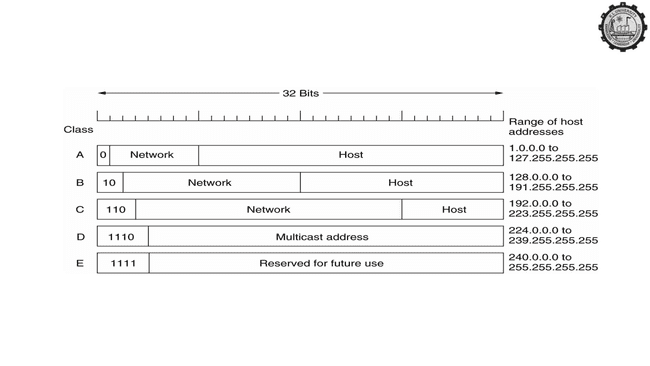 32 Bits
Class
Range of host
addresses
A
0
Network
Host
1.0.0.0 to
127.255.255.255
B
10
Network
Host
128.0.0.0 to
191.255.255.255
C
110
Network
Host
192.0.0.0 to
223.255.255.255
D
1110
Multicast address
224.0.0.0 to
239.255.255.255
E
1111
Reserved for future use
240.0.0.0 to
255.255.255.255